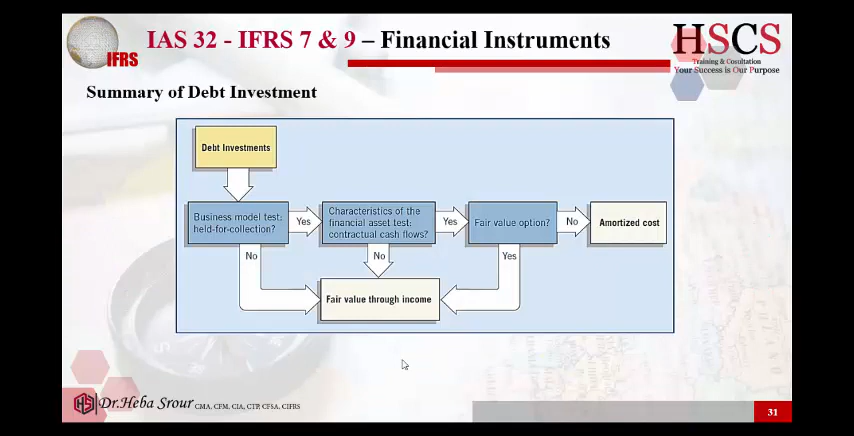 IFRS
IAS 32 - IFRS 7 & 9 – Financial Instruments
HSCS
Training & Cosultation
Your Success is Our Purpose
Summary of Debt Investment
Debt Investments
Business model test:
held-for-collection?
Yes
Characteristics of the
financial asset test:
contractual cash flows?
Yes
Fair value option?
No
Amortized cost
No
No
Yes
Fair value through income
Dr.Heba Srour CMA, CFM, CIA, CTP, CFSA, CIFRS
31